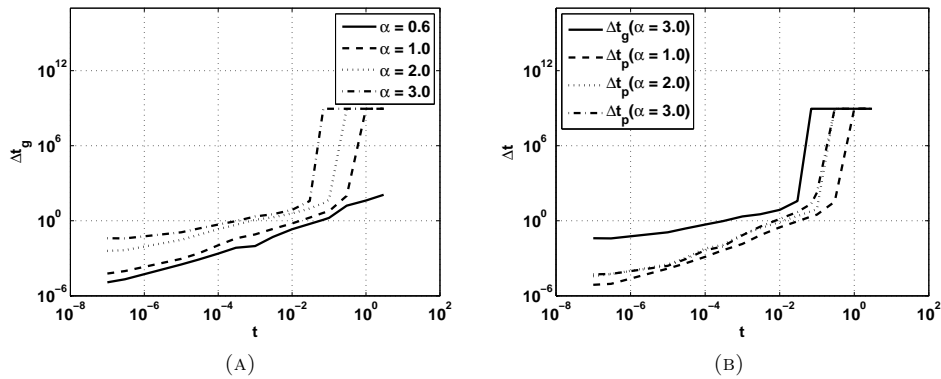 α = 0.6
α = 1.0
α = 2.0
α = 3.0
10^12
10^6
10^0
10^−6
Δt_g
10^−8 10^−6 10^−4 10^−2 10^0 10^2
t
(A)
Δt_g(α = 3.0)
Δt_p(α = 1.0)
Δt_p(α = 2.0)
Δt_p(α = 3.0)
10^12
10^6
10^0
10^−6
Δt
10^−8 10^−6 10^−4 10^−2 10^0 10^2
t
(B)